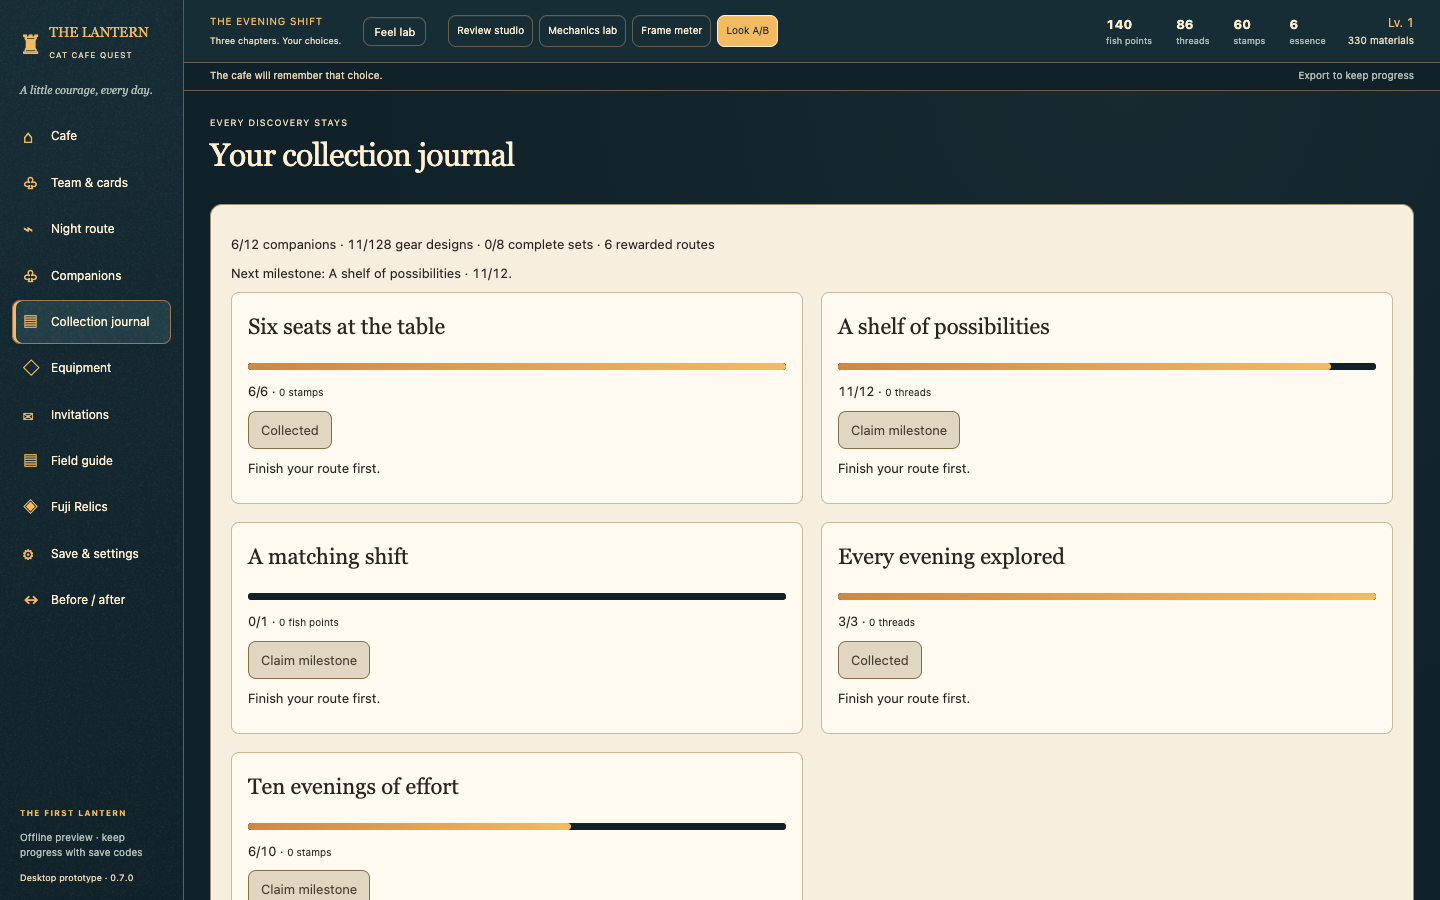 THE LANTERN
CAT CAFE QUEST
A little courage, every day.
Cafe
Team & cards
Night route
Companions
Collection journal
Equipment
Invitations
Field guide
Fuji Relics
Save & settings
Before / after
THE FIRST LANTERN
Offline preview · keep
progress with save codes
Desktop prototype · 0.7.0
THE EVENING SHIFT
Three chapters. Your choices.
Feel lab
Review studio
Mechanics lab
Frame meter
Look A/B
140 fish points
86 threads
60 stamps
6 essence
Lv. 1
330 materials
The cafe will remember that choice.
Export to keep progress
EVERY DISCOVERY STAYS
Your collection journal
6/12 companions · 11/128 gear designs · 0/8 complete sets · 6 rewarded routes
Next milestone: A shelf of possibilities · 11/12.
Six seats at the table
6/6 · 0 stamps
Collected
Finish your route first.
A shelf of possibilities
11/12 · 0 threads
Claim milestone
Finish your route first.
A matching shift
0/1 · 0 fish points
Claim milestone
Finish your route first.
Every evening explored
3/3 · 0 threads
Collected
Finish your route first.
Ten evenings of effort
6/10 · 0 stamps
Claim milestone